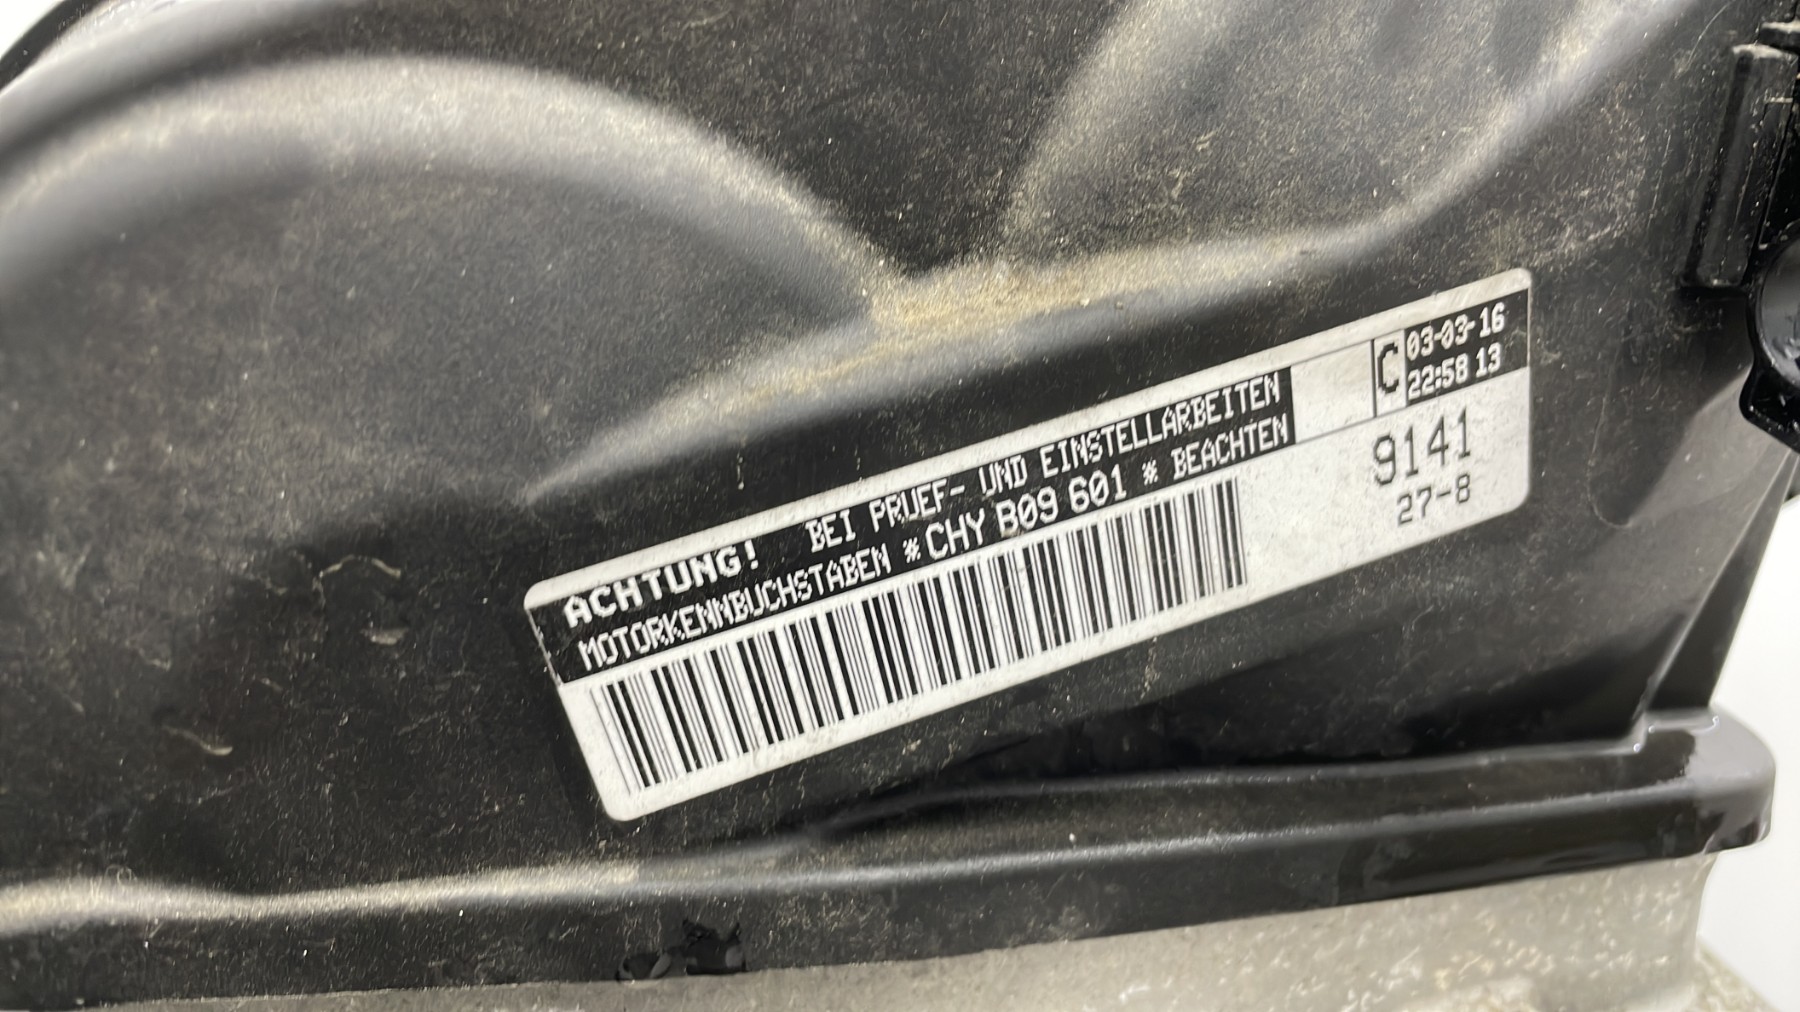 ACHTUNG! BEI PRUEF- UND EINSTELLARBEITEN
MOTORKENNBUCHSTABEN * CHY B09 601 * BEACHTEN
C
03-03-16
22:58 13
9141
27-8